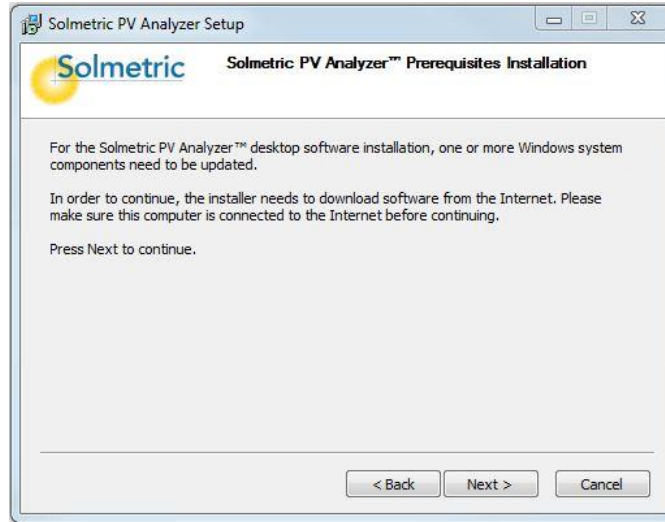 Solmetric PV Analyzer Setup
Solmetric
Solmetric PV Analyzer™ Prerequisites Installation
For the Solmetric PV Analyzer™ desktop software installation, one or more Windows system
components need to be updated.
In order to continue, the installer needs to download software from the Internet. Please
make sure this computer is connected to the Internet before continuing.
Press Next to continue.
< Back Next > Cancel